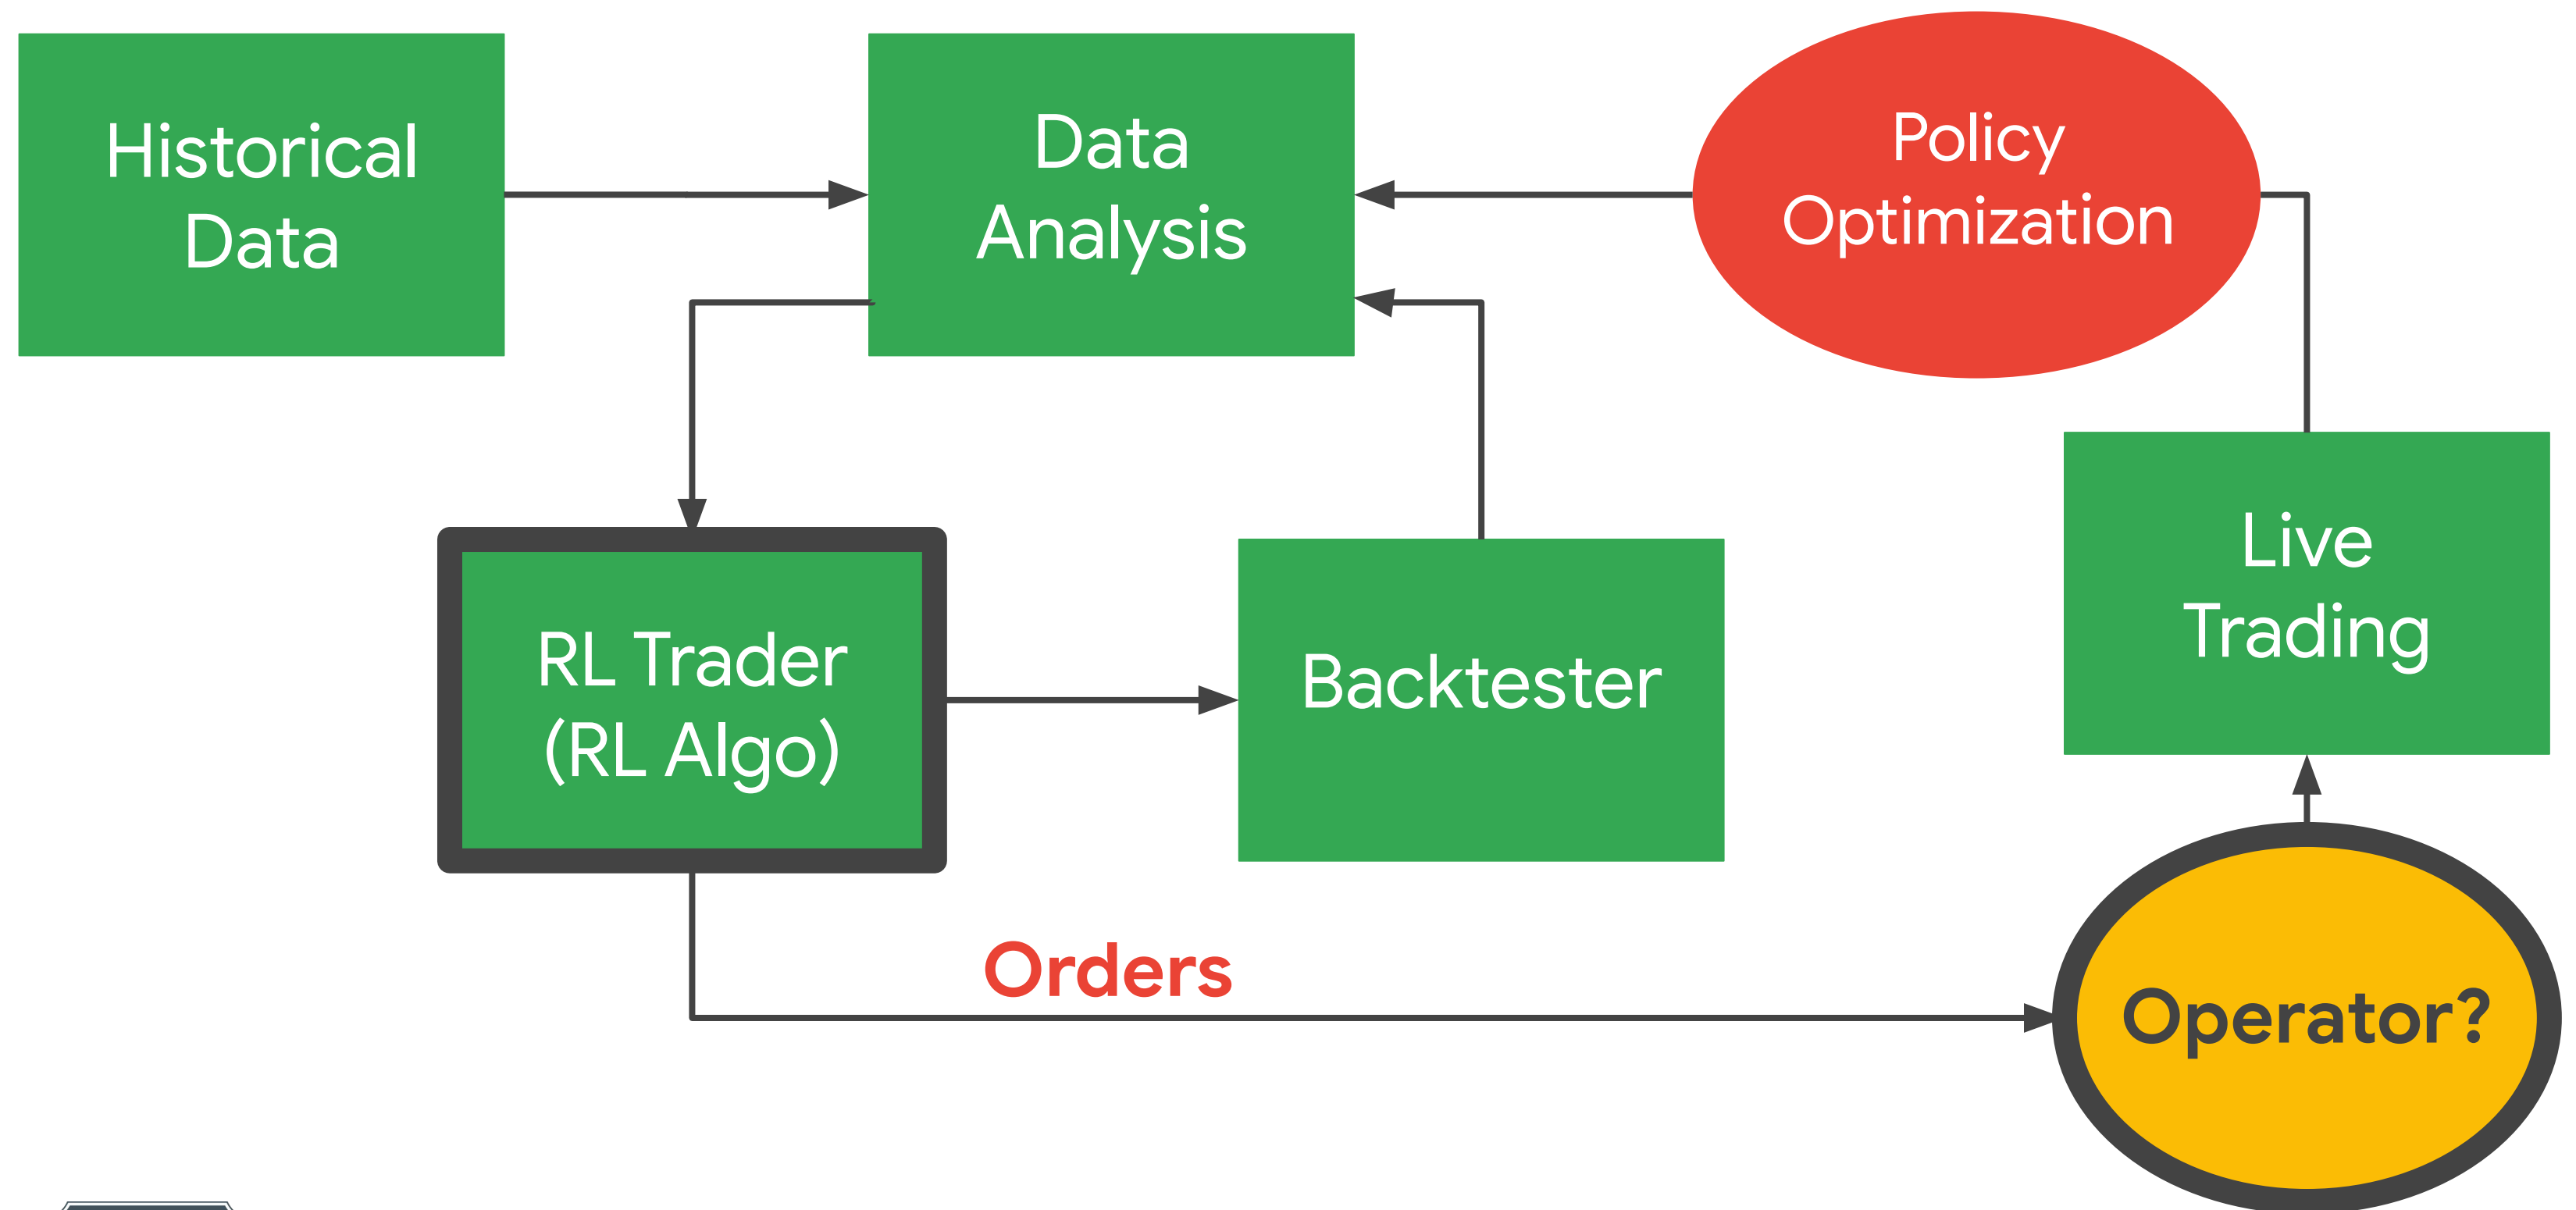 Historical
Data
Data
Analysis
Policy
Optimization
RL Trader
(RL Algo)
Backtester
Live
Trading
Orders
Operator?